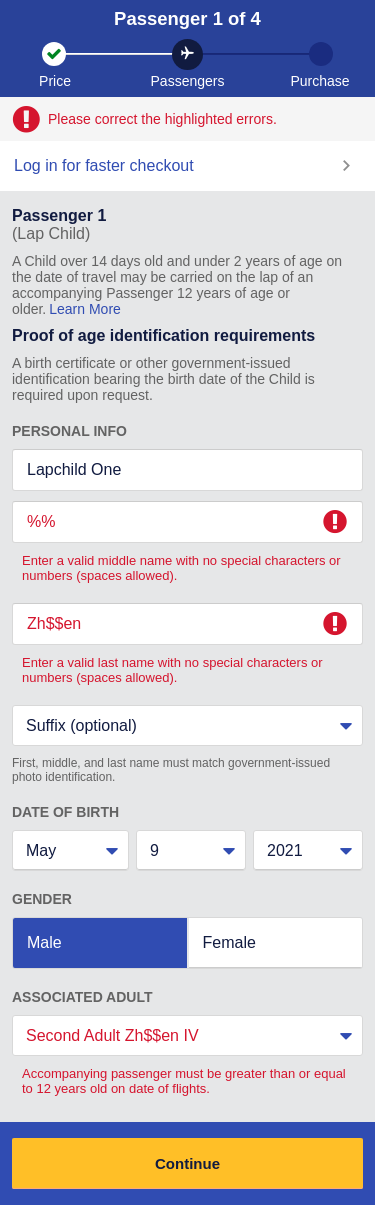 Passenger 1 of 4
Price
Passengers
Purchase
Please correct the highlighted errors.
Log in for faster checkout
Passenger 1
(Lap Child)
A Child over 14 days old and under 2 years of age on
the date of travel may be carried on the lap of an
accompanying Passenger 12 years of age or
older. Learn More
Proof of age identification requirements
A birth certificate or other government-issued
identification bearing the birth date of the Child is
required upon request.
PERSONAL INFO
Lapchild One
%%
Enter a valid middle name with no special characters or
numbers (spaces allowed).
Zh$$en
Enter a valid last name with no special characters or
numbers (spaces allowed).
Suffix (optional)
First, middle, and last name must match government-issued
photo identification.
DATE OF BIRTH
May
9
2021
GENDER
Male
Female
ASSOCIATED ADULT
Second Adult Zh$$en IV
Accompanying passenger must be greater than or equal
to 12 years old on date of flights.
Continue